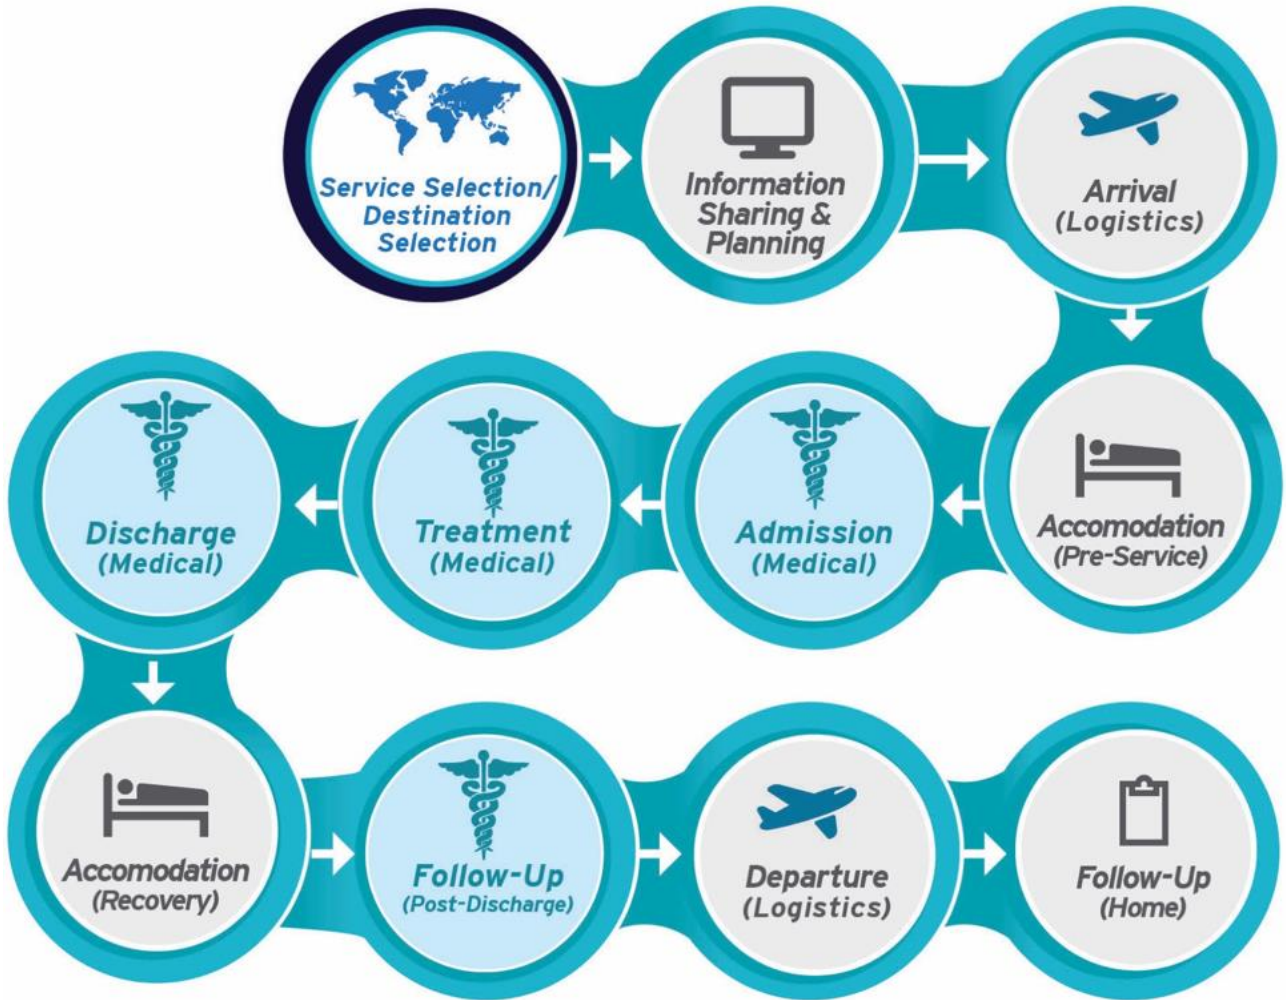 Service Selection/
Destination
Selection
Information
Sharing &
Planning
Arrival
(Logistics)
Accomodation
(Pre-Service)
Admission
(Medical)
Treatment
(Medical)
Discharge
(Medical)
Accomodation
(Recovery)
Follow-Up
(Post-Discharge)
Departure
(Logistics)
Follow-Up
(Home)